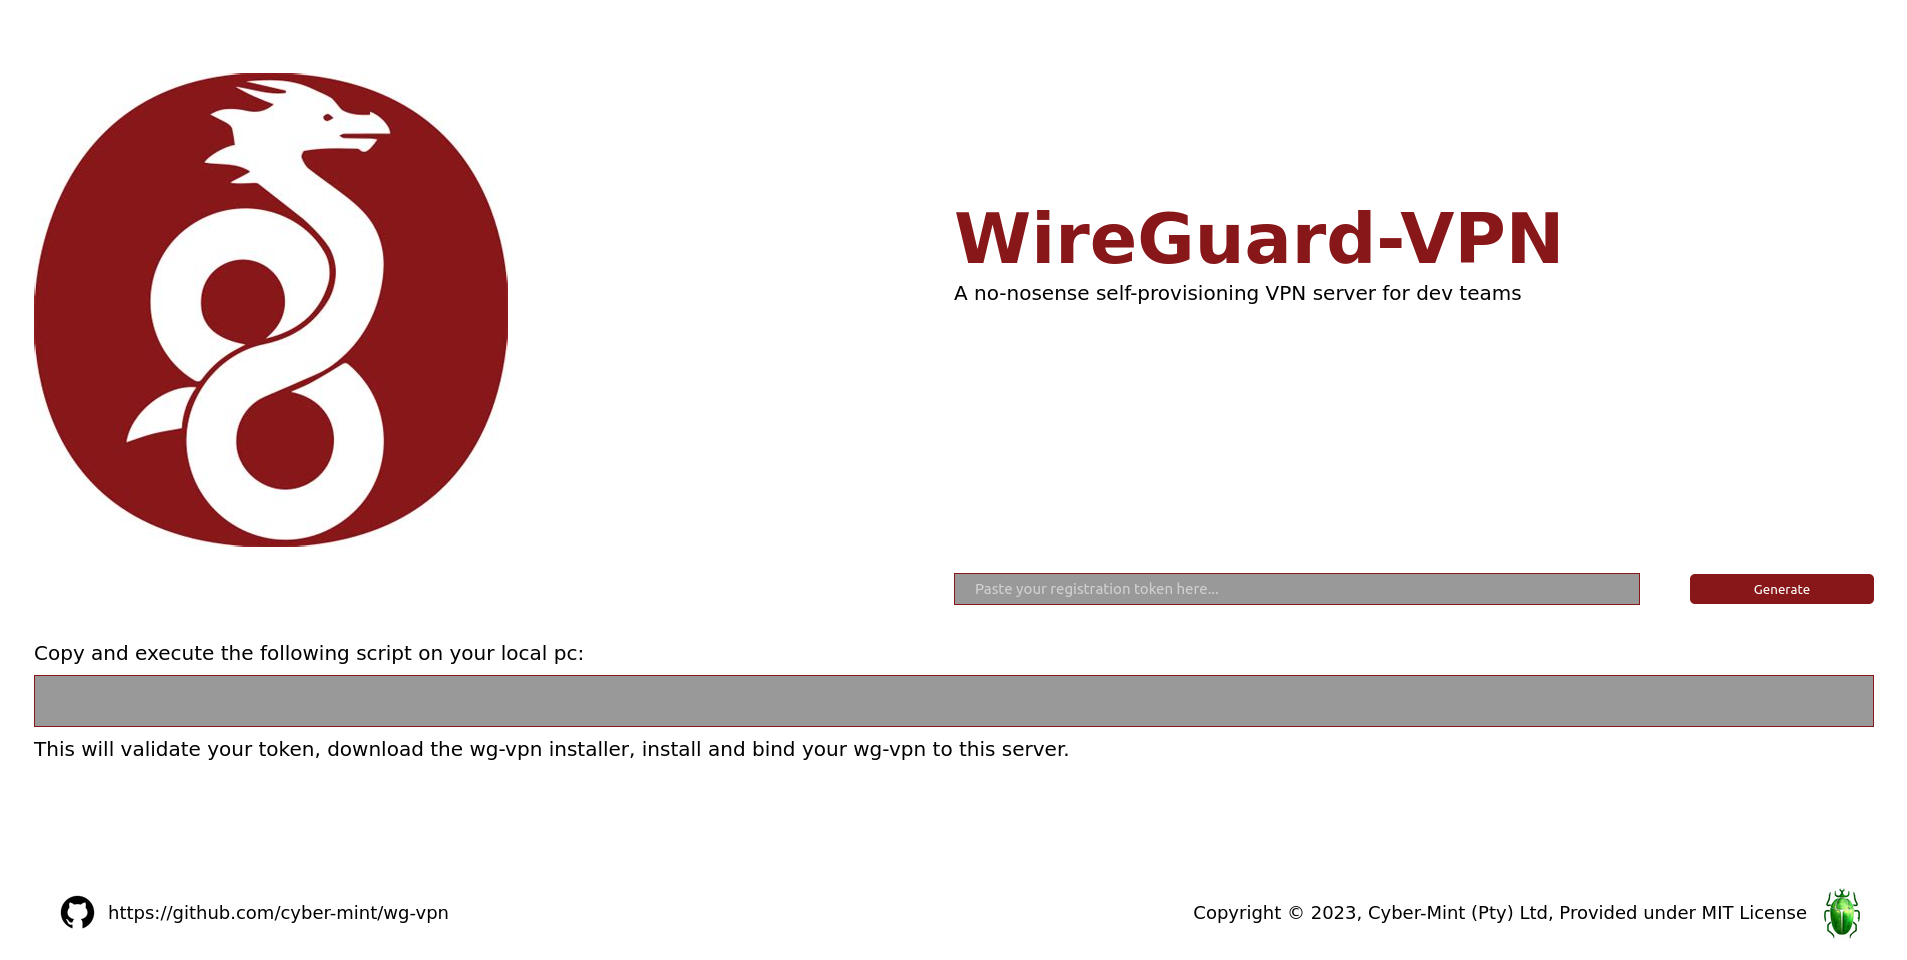 WireGuard-VPN
A no-nosense self-provisioning VPN server for dev teams
Paste your registration token here...
Generate
Copy and execute the following script on your local pc:
This will validate your token, download the wg-vpn installer, install and bind your wg-vpn to this server.
https://github.com/cyber-mint/wg-vpn
Copyright © 2023, Cyber-Mint (Pty) Ltd, Provided under MIT License